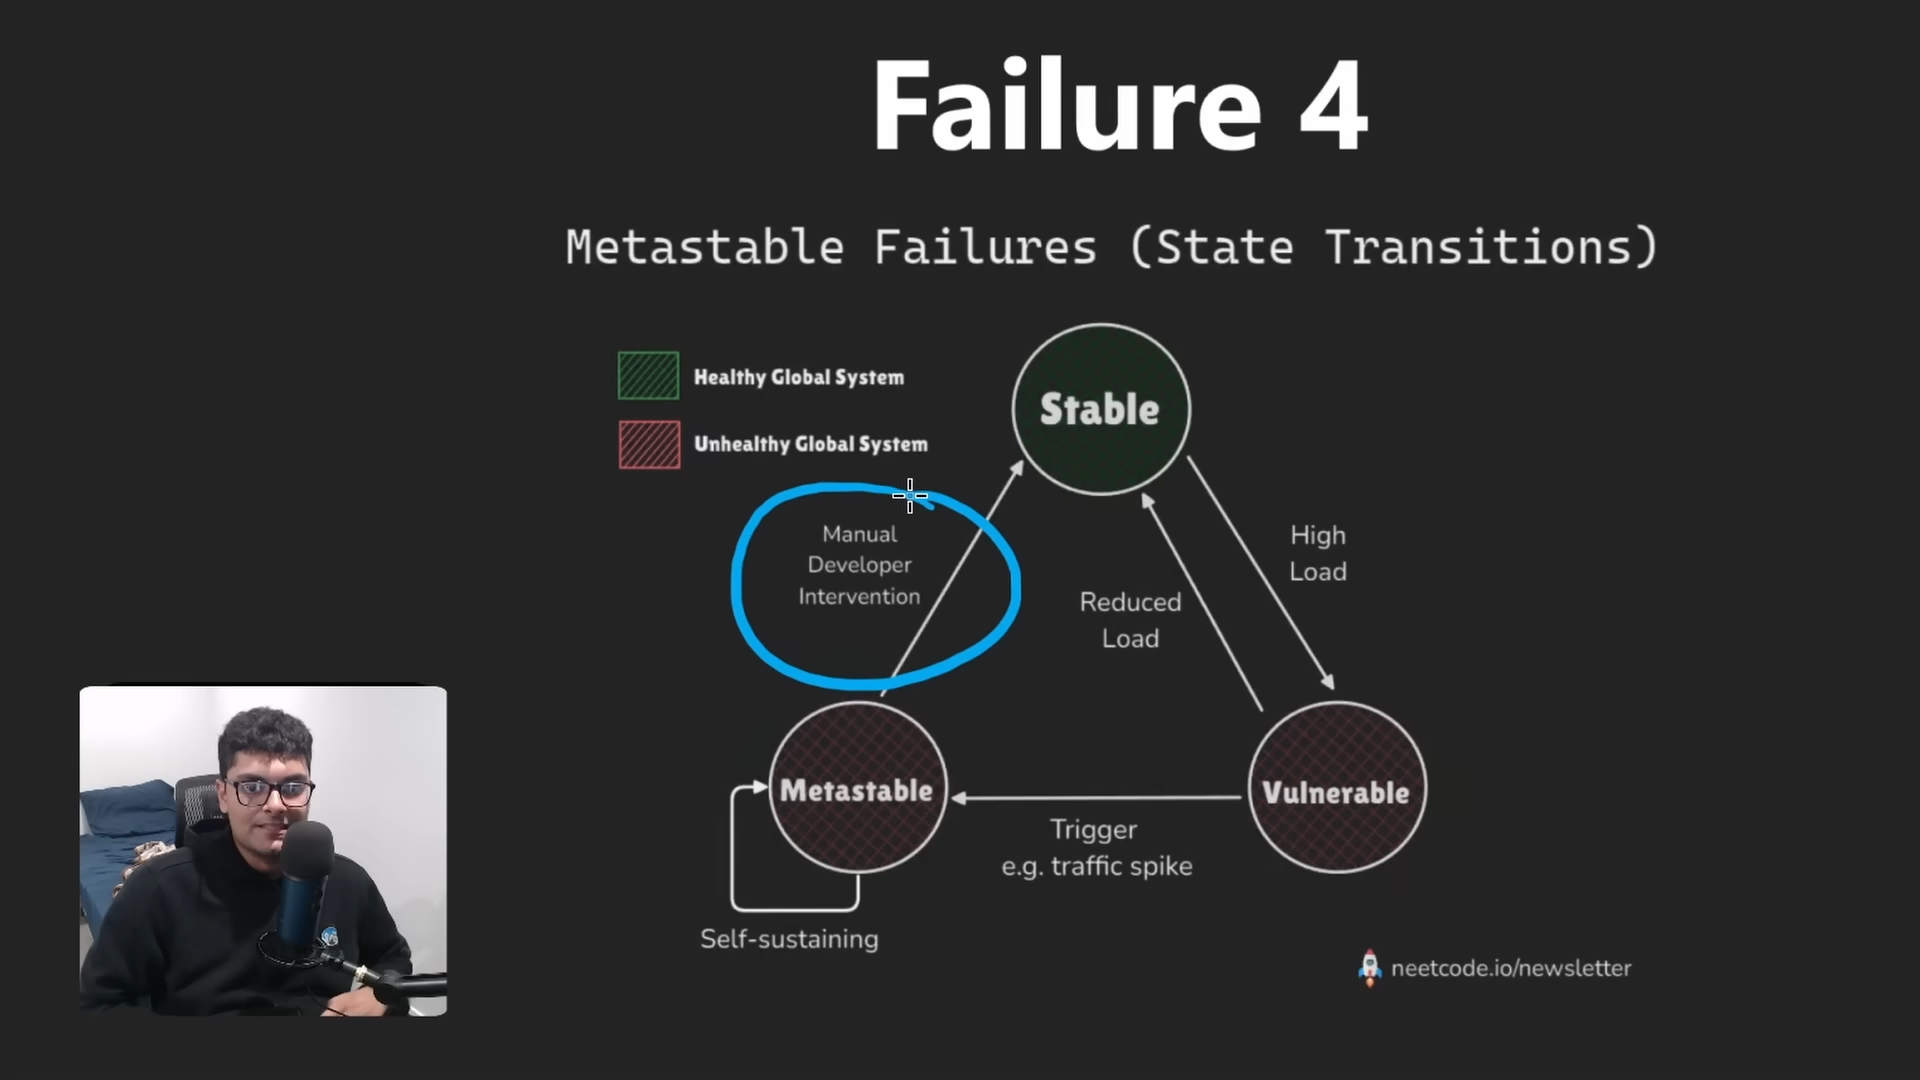 Failure 4
Metastable Failures (State Transitions)
Healthy Global System
Unhealthy Global System
Stable
Manual
Developer
Intervention
High
Load
Reduced
Load
Metastable
Vulnerable
Trigger
e.g. traffic spike
Self-sustaining
neetcode.io/newsletter